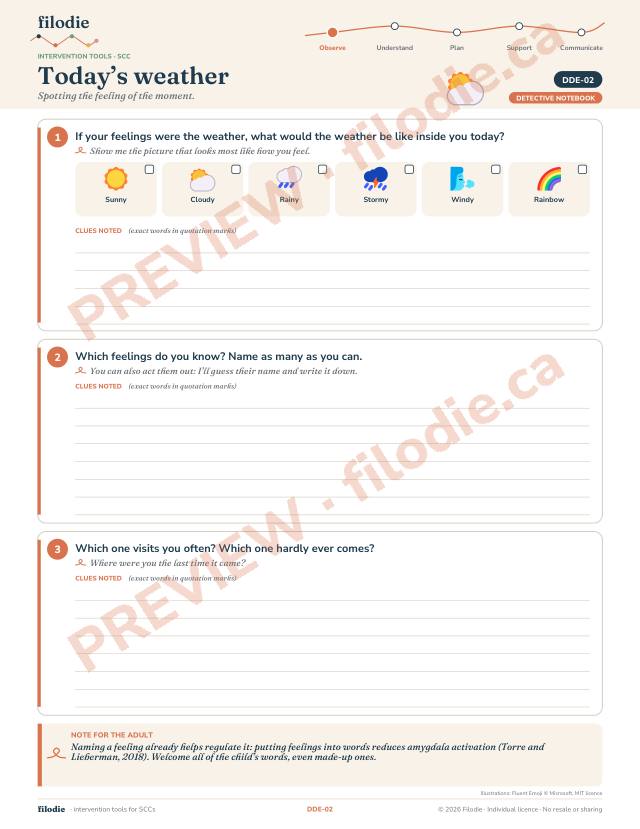 filodie
INTERVENTION TOOLS · SCC
Today's weather
Spotting the feeling of the moment.
Observe
Understand
Plan
Support
Communicate
DDE-02
DETECTIVE NOTEBOOK
1
If your feelings were the weather, what would the weather be like inside you today?
Show me the picture that looks most like how you feel.
Sunny
Cloudy
Rainy
Stormy
Windy
Rainbow
CLUES NOTED (exact words in quotation marks)
PREVIEW · filodie.ca
2
Which feelings do you know? Name as many as you can.
You can also act them out: I'll guess their name and write it down.
CLUES NOTED (exact words in quotation marks)
PREVIEW · filodie.ca
3
Which one visits you often? Which one hardly ever comes?
Where were you the last time it came?
CLUES NOTED (exact words in quotation marks)
NOTE FOR THE ADULT
Naming a feeling already helps regulate it: putting feelings into words reduces amygdala activation (Torre and
Lieberman, 2018). Welcome all of the child's words, even made-up ones.
Illustrations: Fluent Emoji © Microsoft, MIT licence
filodie · intervention tools for SCCs
DDE-02
© 2026 Filodie · Individual licence · No resale or sharing